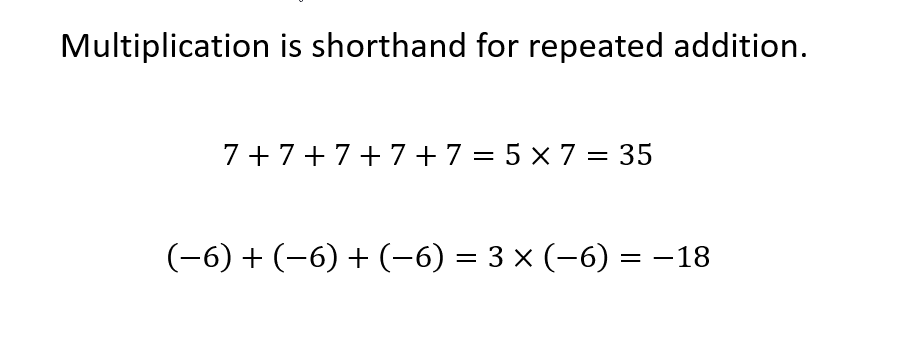 Multiplication is shorthand for repeated addition.
7 + 7 + 7 + 7 + 7 = 5 × 7 = 35
(−6) + (−6) + (−6) = 3 × (−6) = −18